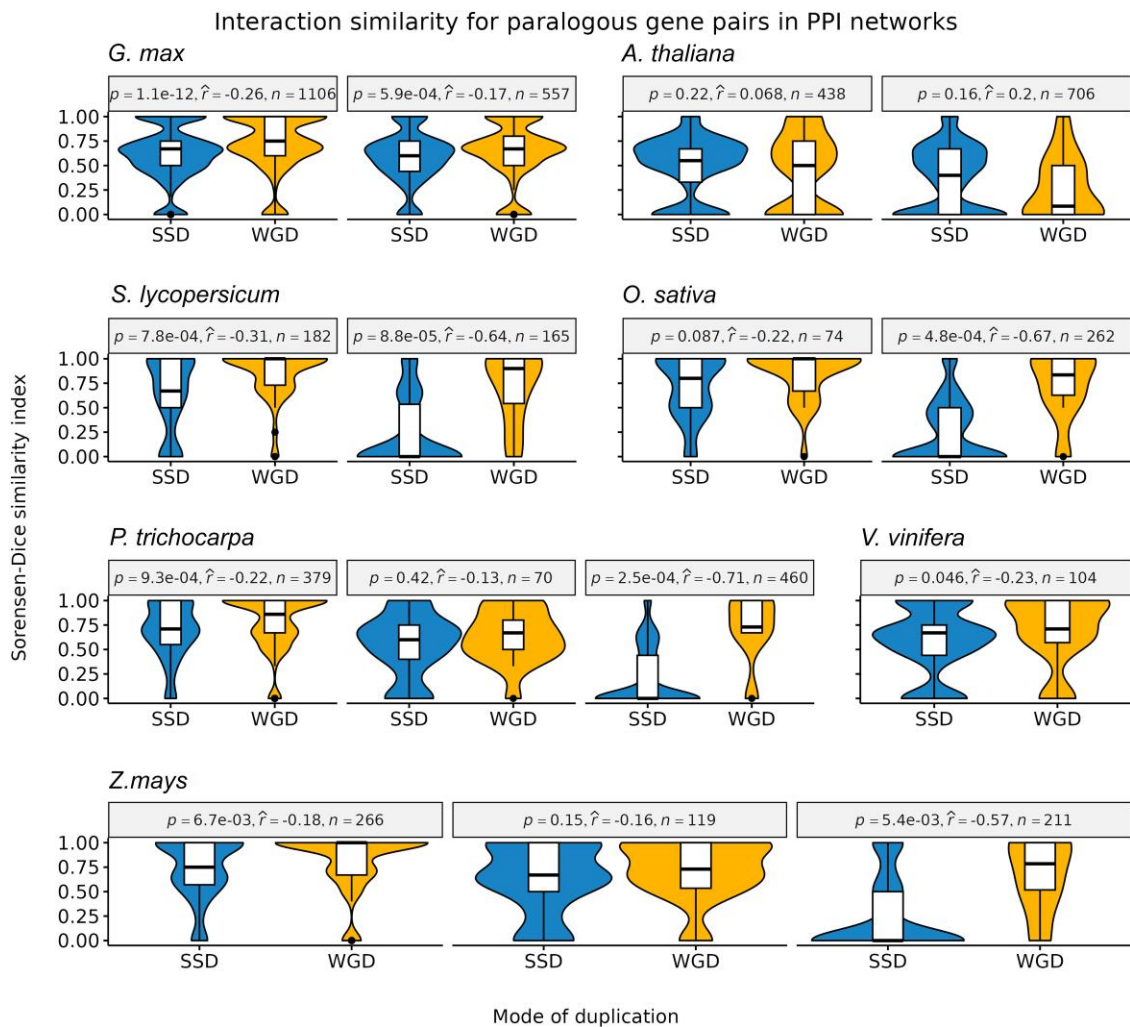 Interaction similarity for paralogous gene pairs in PPI networks
G. max
A. thaliana
p = 1.1e-12, r̂ = -0.26, n = 1106
p = 5.9e-04, r̂ = -0.17, n = 557
p = 0.22, r̂ = 0.068, n = 438
p = 0.16, r̂ = 0.2, n = 706
1.00
0.75
0.50
0.25
0.00
SSD WGD SSD WGD SSD WGD SSD WGD
S. lycopersicum
O. sativa
p = 7.8e-04, r̂ = -0.31, n = 182
p = 8.8e-05, r̂ = -0.64, n = 165
p = 0.087, r̂ = -0.22, n = 74
p = 4.8e-04, r̂ = -0.67, n = 262
1.00
0.75
0.50
0.25
0.00
SSD WGD SSD WGD SSD WGD SSD WGD
Sorensen-Dice similarity index
P. trichocarpa
V. vinifera
p = 9.3e-04, r̂ = -0.22, n = 379
p = 0.42, r̂ = -0.13, n = 70
p = 2.5e-04, r̂ = -0.71, n = 460
p = 0.046, r̂ = -0.23, n = 104
1.00
0.75
0.50
0.25
0.00
SSD WGD SSD WGD SSD WGD SSD WGD
Z.mays
p = 6.7e-03, r̂ = -0.18, n = 266
p = 0.15, r̂ = -0.16, n = 119
p = 5.4e-03, r̂ = -0.57, n = 211
1.00
0.75
0.50
0.25
0.00
SSD WGD SSD WGD SSD WGD
Mode of duplication